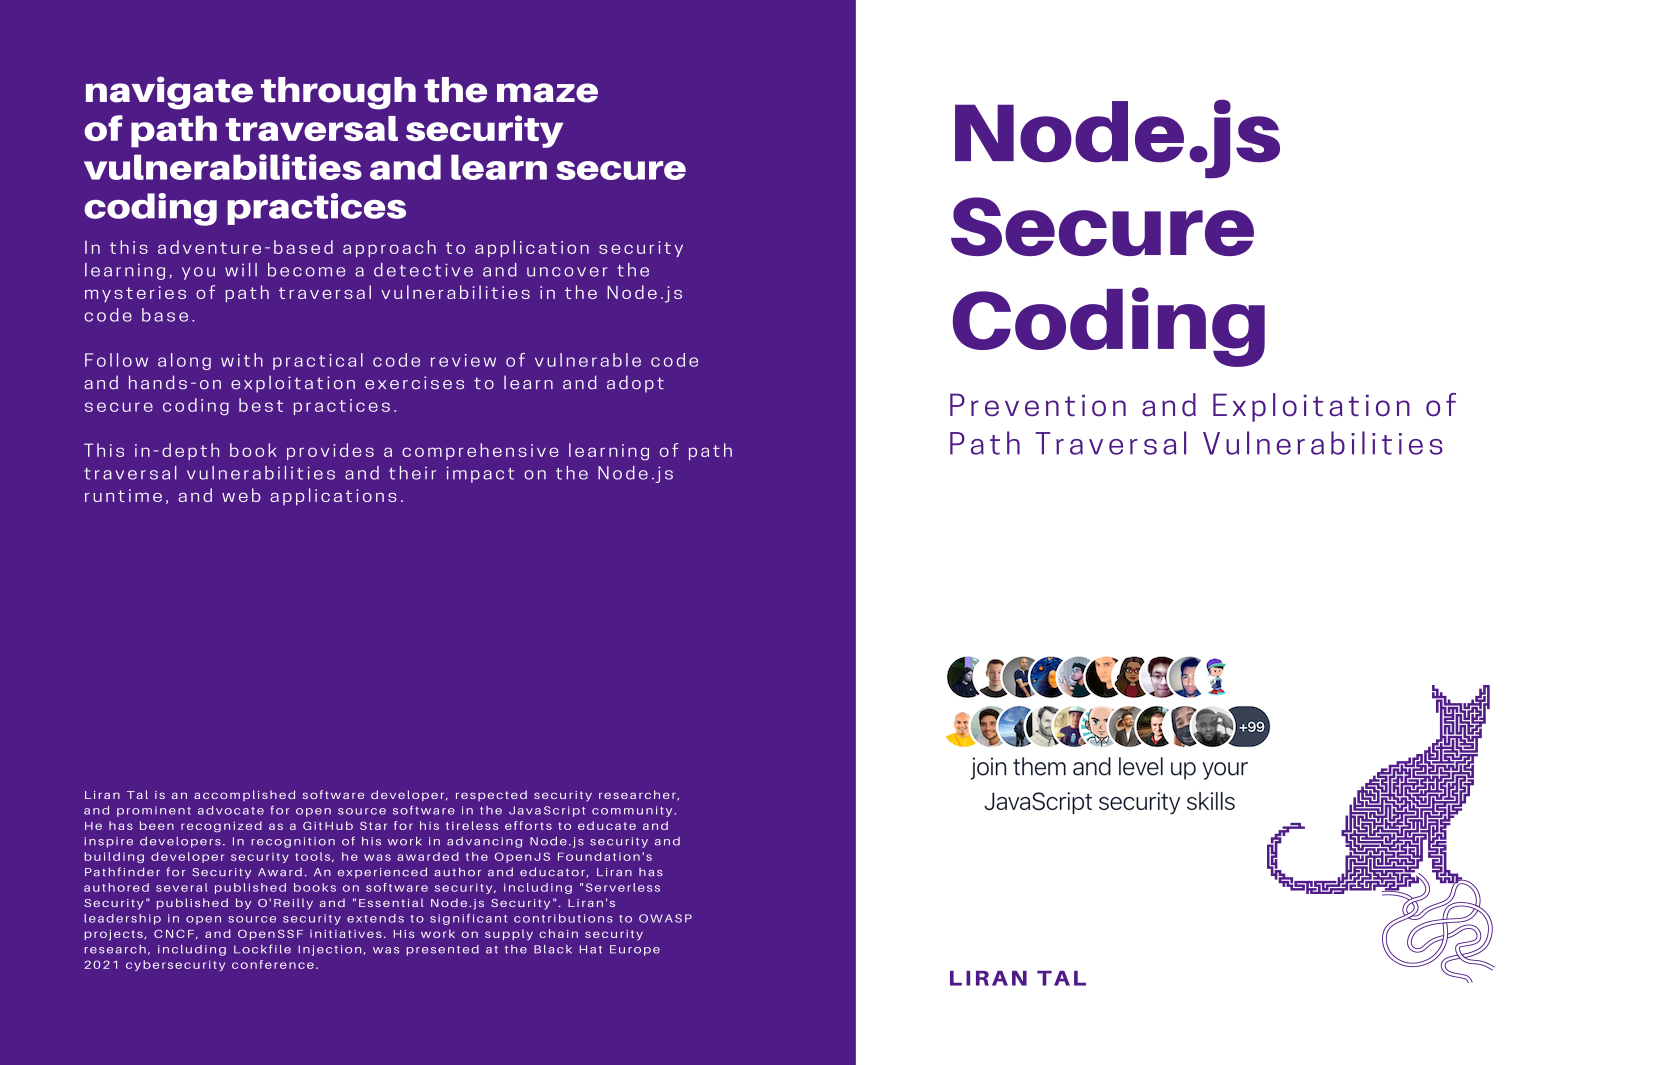 navigate through the maze
of path traversal security
vulnerabilities and learn secure
coding practices
In this adventure-based approach to application security
learning, you will become a detective and uncover the
mysteries of path traversal vulnerabilities in the Node.js
code base.
Follow along with practical code review of vulnerable code
and hands-on exploitation exercises to learn and adopt
secure coding best practices.
This in-depth book provides a comprehensive learning of path
traversal vulnerabilities and their impact on the Node.js
runtime, and web applications.
Liran Tal is an accomplished software developer, respected security researcher,
and prominent advocate for open source software in the JavaScript community.
He has been recognized as a GitHub Star for his tireless efforts to educate and
inspire developers. In recognition of his work in advancing Node.js security and
building developer security tools, he was awarded the OpenJS Foundation's
Pathfinder for Security Award. An experienced author and educator, Liran has
authored several published books on software security, including "Serverless
Security" published by O'Reilly and "Essential Node.js Security". Liran's
leadership in open source security extends to significant contributions to OWASP
projects, CNCF, and OpenSSF initiatives. His work on supply chain security
research, including Lockfile Injection, was presented at the Black Hat Europe
2021 cybersecurity conference.
Node.js
Secure
Coding
Prevention and Exploitation of
Path Traversal Vulnerabilities
+99
join them and level up your
JavaScript security skills
LIRAN TAL